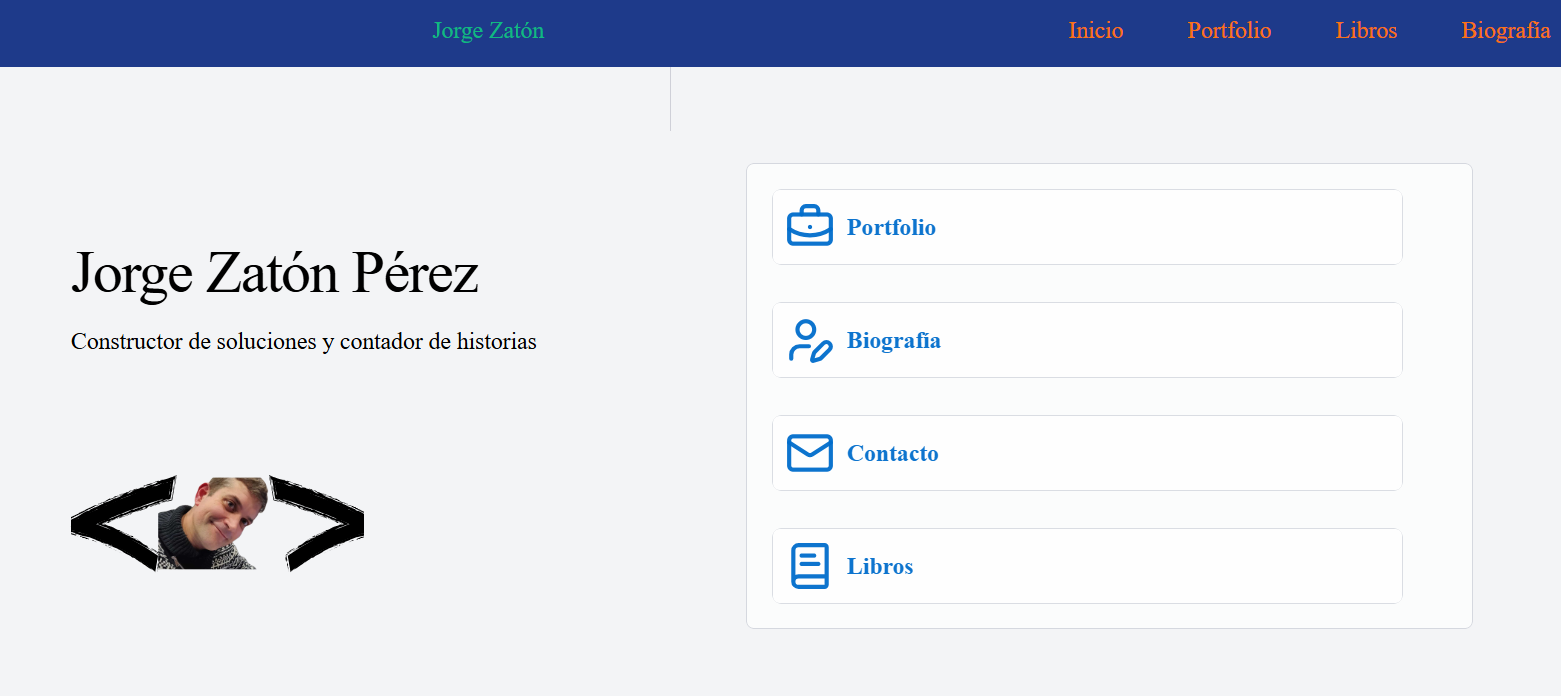 Jorge Zatón
Inicio
Portfolio
Libros
Biografía
Jorge Zatón Pérez
Constructor de soluciones y contador de historias
Portfolio
Biografía
Contacto
Libros